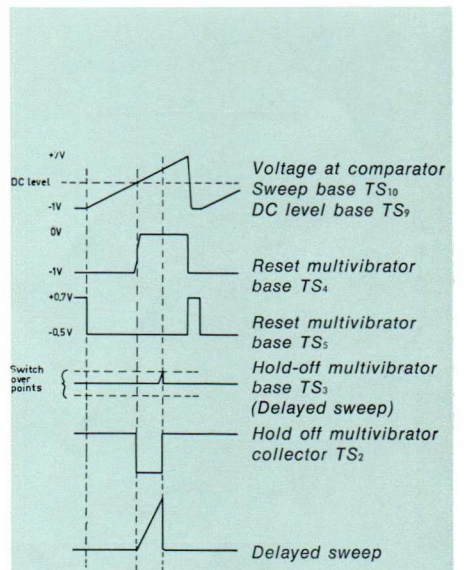 +7V
DC level
-1V
Voltage at comparator
Sweep base TS10
DC level base TS9
0V
-1V
Reset multivibrator
base TS4
+0,7V
-0,5V
Reset multivibrator
base TS5
Switch
over
points
Hold-off multivibrator
base TS3
(Delayed sweep)
Hold off multivibrator
collector TS2
Delayed sweep